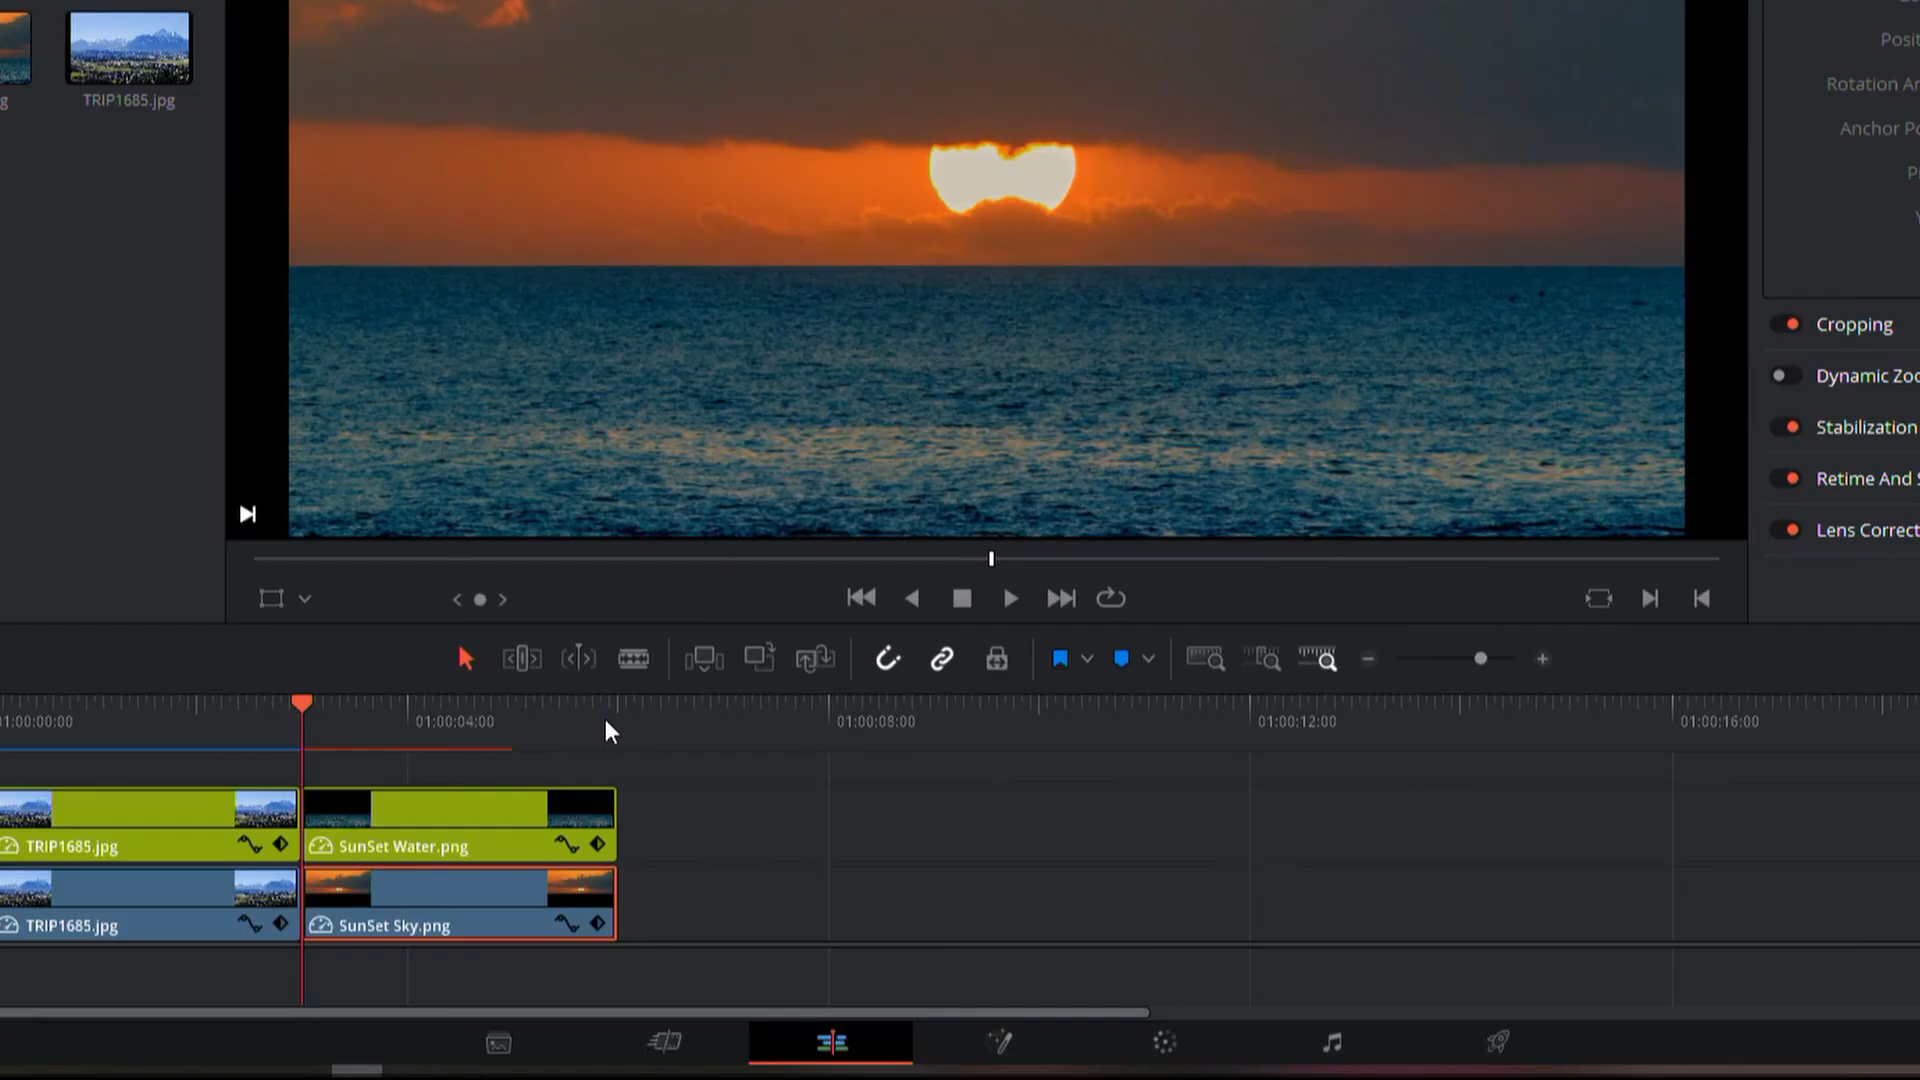 TRIP1685.jpg
g
Posit
Rotation An
Anchor Po
Pi
Cropping
Dynamic Zoo
Stabilization
Retime And S
Lens Correct
01:00:00:00
01:00:04:00
01:00:08:00
01:00:12:00
01:00:16:00
TRIP1685.jpg
SunSet Water.png
TRIP1685.jpg
SunSet Sky.png